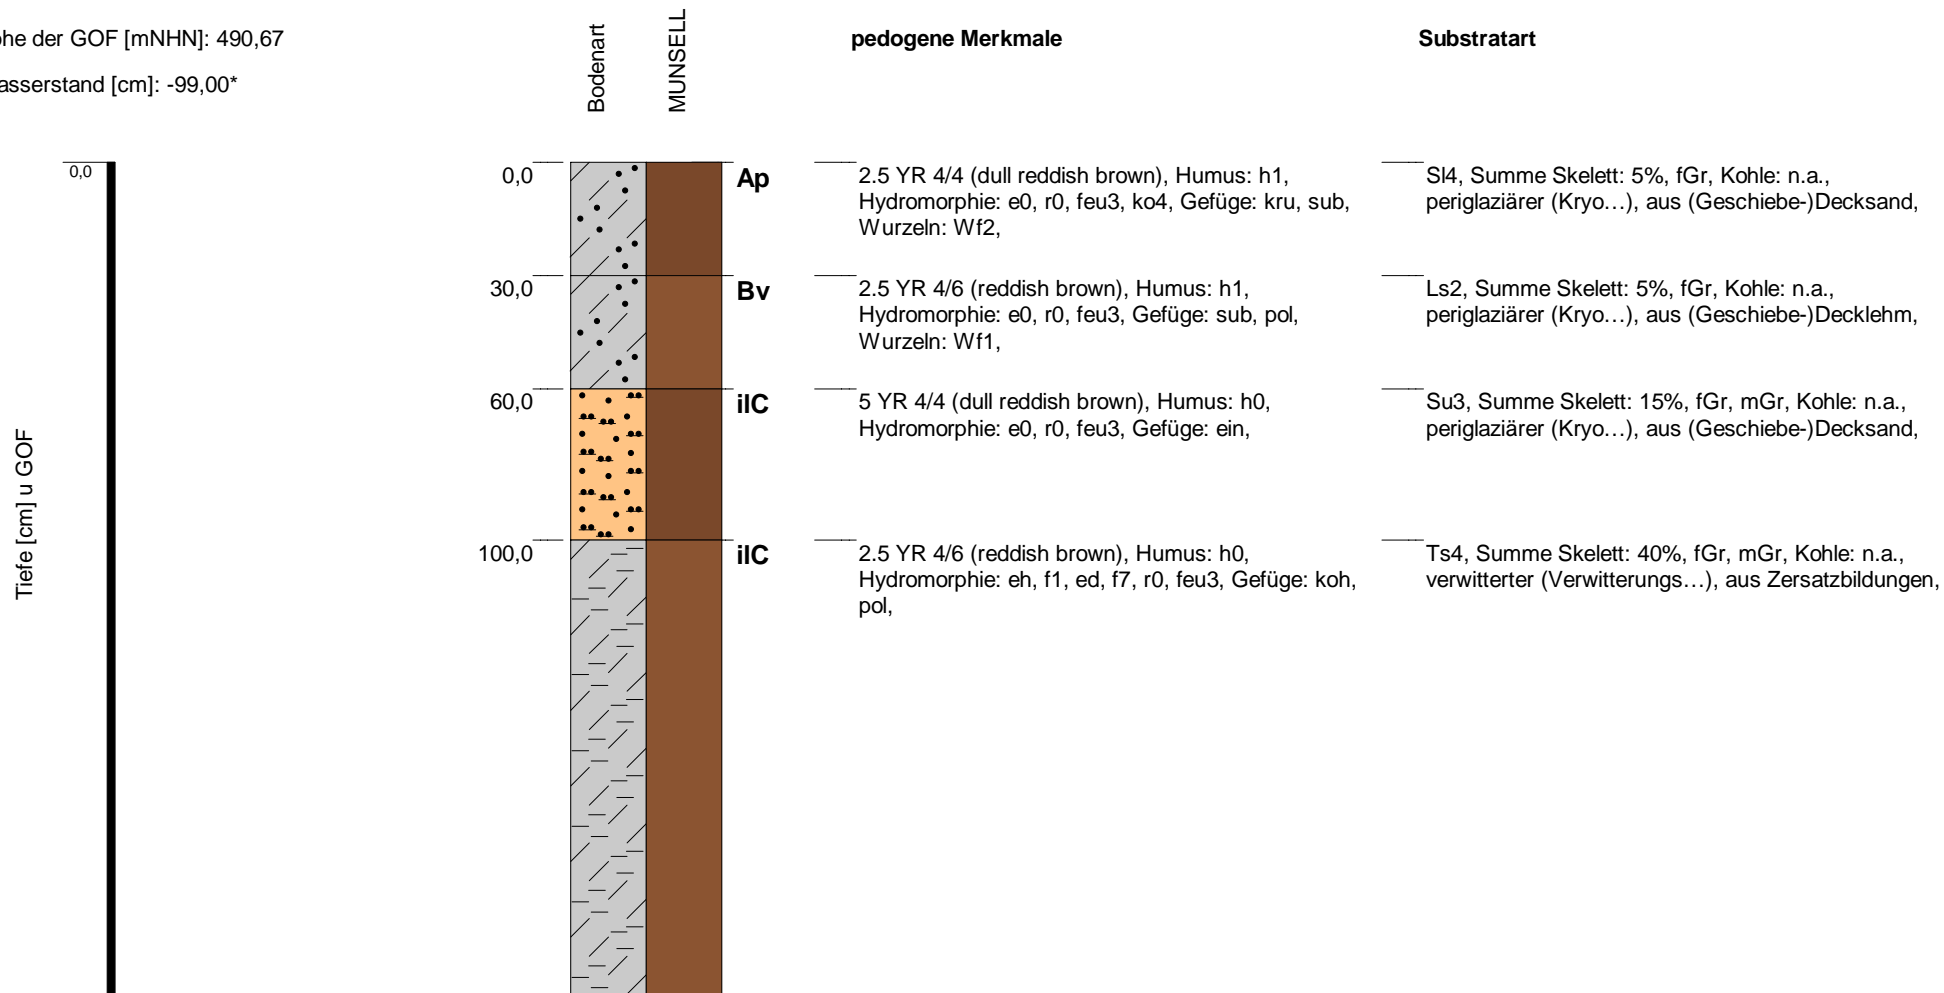 öhe der GOF [mNHN]: 490,67
asserstand [cm]: -99,00*
Bodenart
MUNSELL
pedogene Merkmale
Substratart
Tiefe [cm] u GOF
0,0
0,0
Ap
2.5 YR 4/4 (dull reddish brown), Humus: h1,
Hydromorphie: e0, r0, feu3, ko4, Gefüge: kru, sub,
Wurzeln: Wf2,
Sl4, Summe Skelett: 5%, fGr, Kohle: n.a.,
periglaziärer (Kryo…), aus (Geschiebe-)Decksand,
30,0
Bv
2.5 YR 4/6 (reddish brown), Humus: h1,
Hydromorphie: e0, r0, feu3, Gefüge: sub, pol,
Wurzeln: Wf1,
Ls2, Summe Skelett: 5%, fGr, Kohle: n.a.,
periglaziärer (Kryo…), aus (Geschiebe-)Decklehm,
60,0
ilC
5 YR 4/4 (dull reddish brown), Humus: h0,
Hydromorphie: e0, r0, feu3, Gefüge: ein,
Su3, Summe Skelett: 15%, fGr, mGr, Kohle: n.a.,
periglaziärer (Kryo…), aus (Geschiebe-)Decksand,
100,0
ilC
2.5 YR 4/6 (reddish brown), Humus: h0,
Hydromorphie: eh, f1, ed, f7, r0, feu3, Gefüge: koh,
pol,
Ts4, Summe Skelett: 40%, fGr, mGr, Kohle: n.a.,
verwitterter (Verwitterungs…), aus Zersatzbildungen,